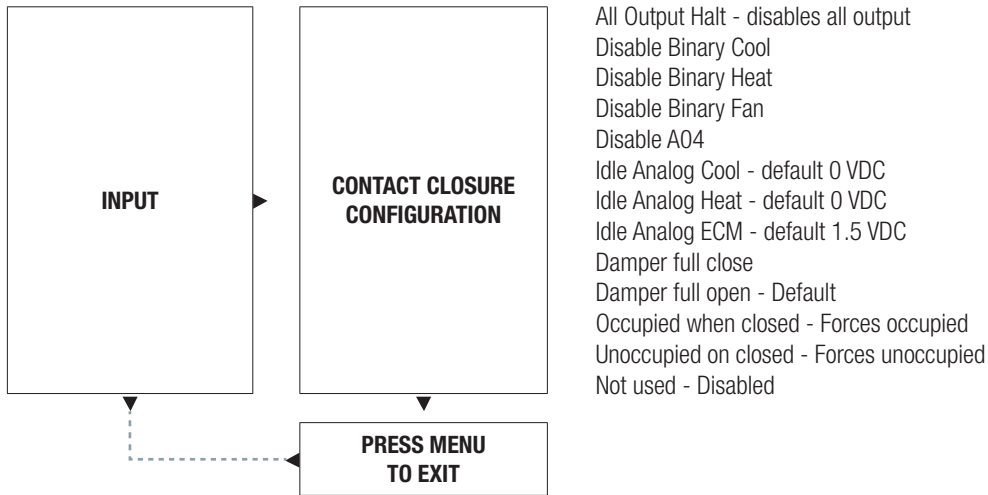 INPUT
CONTACT CLOSURE
CONFIGURATION
All Output Halt - disables all output
Disable Binary Cool
Disable Binary Heat
Disable Binary Fan
Disable A04
Idle Analog Cool - default 0 VDC
Idle Analog Heat - default 0 VDC
Idle Analog ECM - default 1.5 VDC
Damper full close
Damper full open - Default
Occupied when closed - Forces occupied
Unoccupied on closed - Forces unoccupied
Not used - Disabled
PRESS MENU
TO EXIT